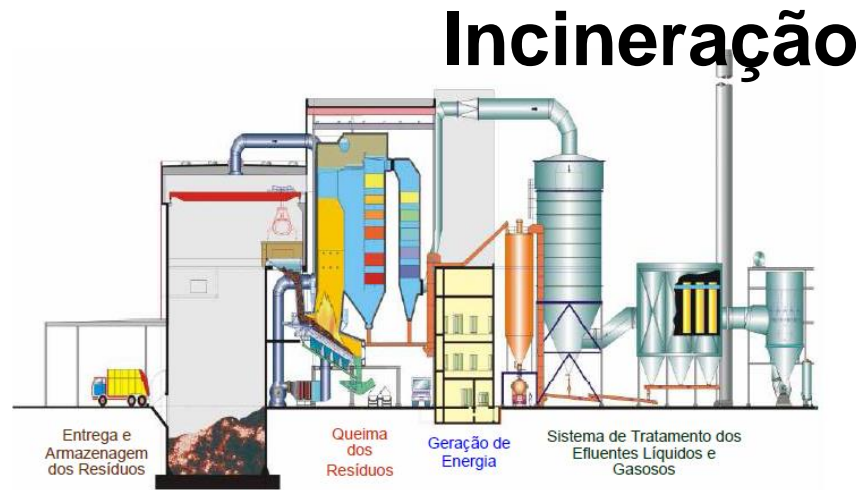 Incineração
Entrega e
Armazenagem
dos Resíduos
Queima
dos
Resíduos
Geração de
Energia
Sistema de Tratamento dos
Efluentes Líquidos e
Gasosos